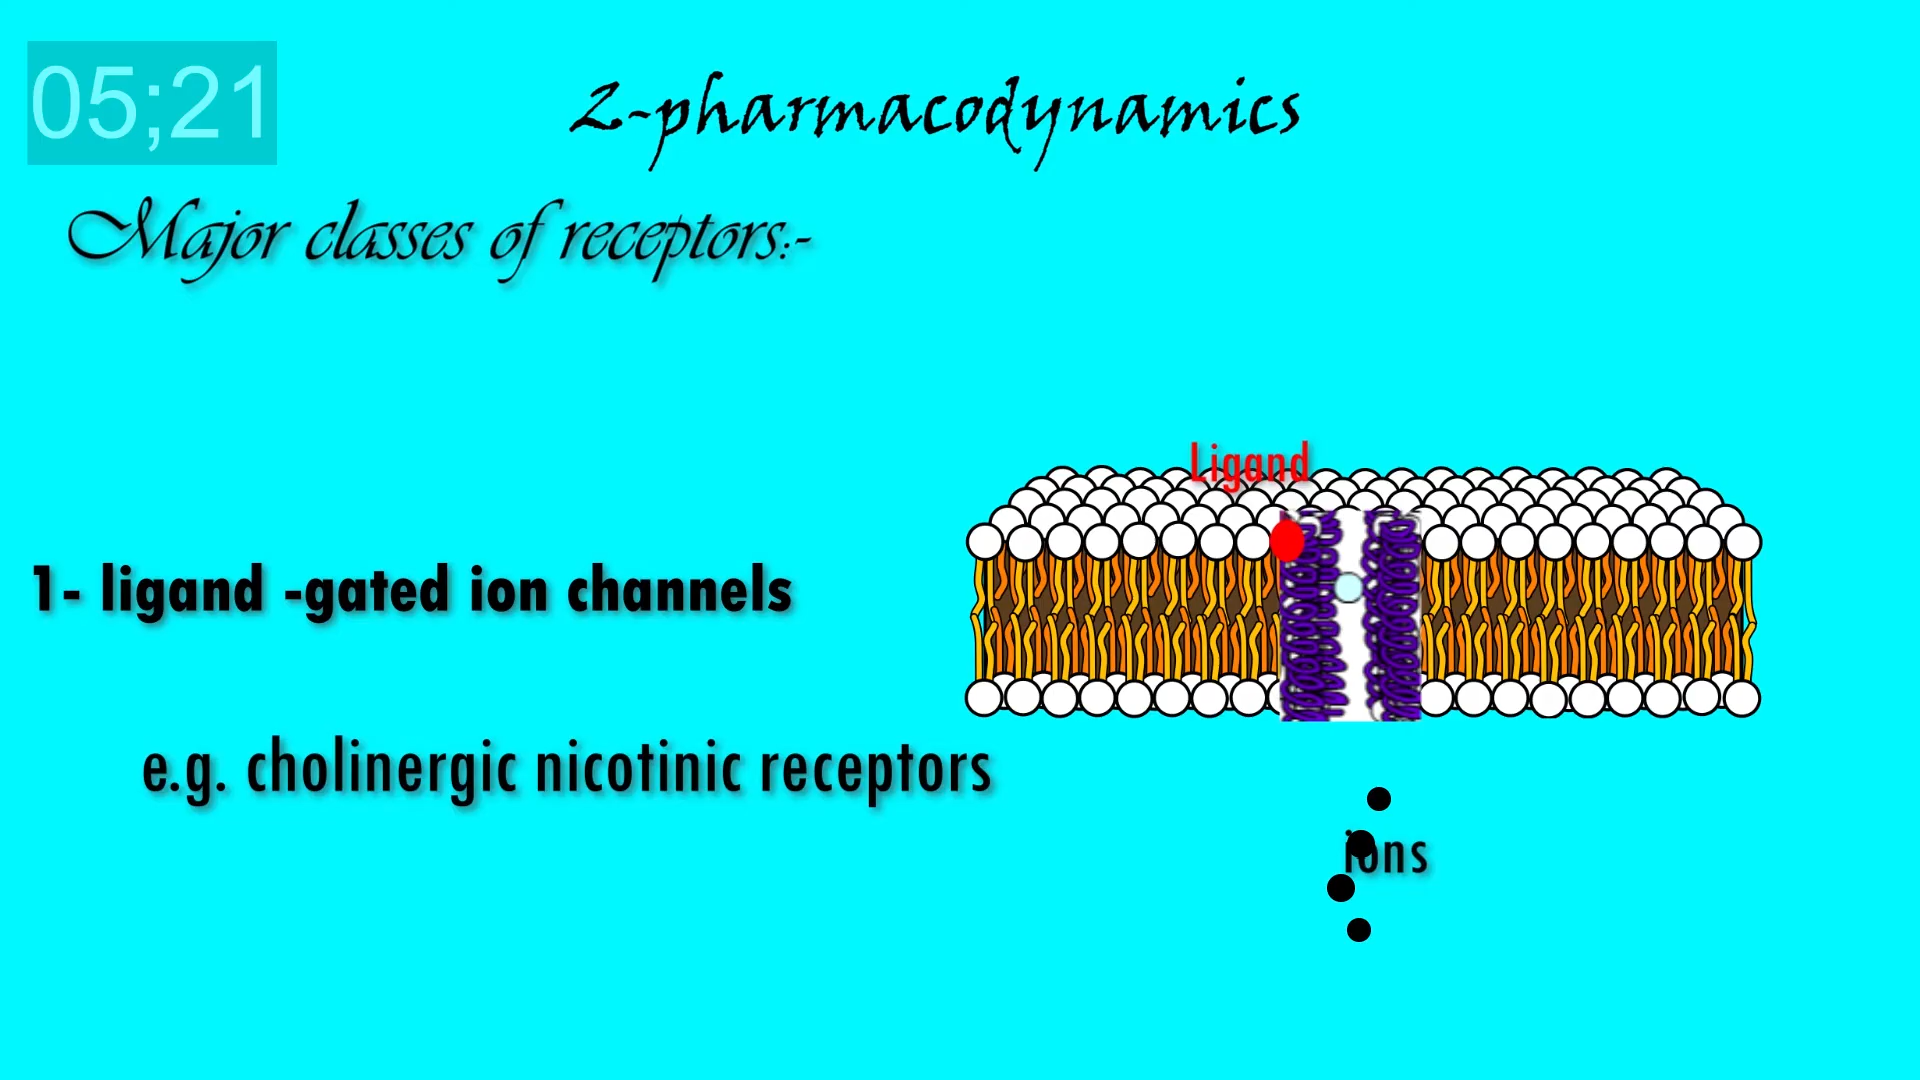 05;21
2-pharmacodynamics
Major classes of receptors:-
Ligand
1- ligand -gated ion channels
e.g. cholinergic nicotinic receptors
ions